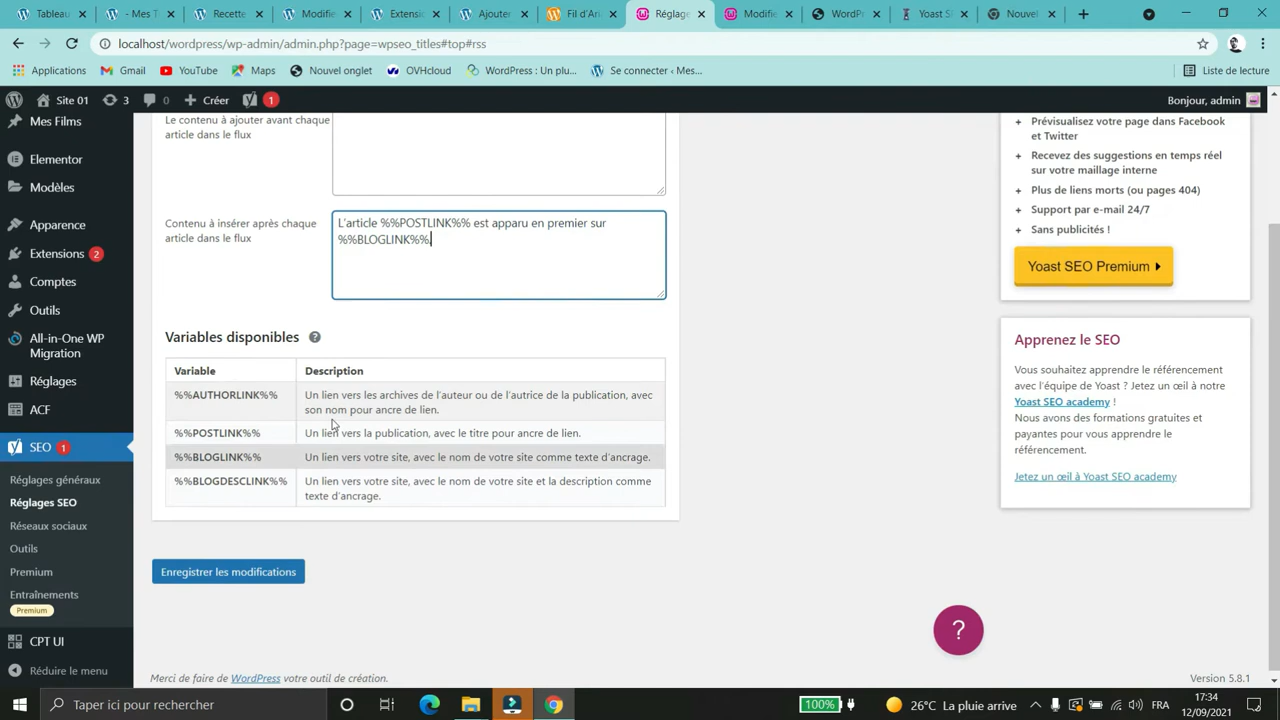 Tableau
- Mes T
Recette
Modifie
Extensic
Ajouter
Fil d'Ari
Réglage
Modifie
WordPr
Yoast SE
Nouvel
localhost/wordpress/wp-admin/admin.php?page=wpseo_titles#top#rss
Applications
Gmail
YouTube
Maps
Nouvel onglet
OVHcloud
WordPress : Un plu...
Se connecter ‹ Mes...
Liste de lecture
Site 01
3
0
Créer
1
Bonjour, admin
Mes Films
Elementor
Modèles
Apparence
Extensions 2
Comptes
Outils
All-in-One WP
Migration
Réglages
ACF
SEO 1
Réglages généraux
Réglages SEO
Réseaux sociaux
Outils
Premium
Entraînements
Premium
CPT UI
Réduire le menu
Le contenu à ajouter avant chaque
article dans le flux
Contenu à insérer après chaque
article dans le flux
L'article %%POSTLINK%% est apparu en premier sur
%%BLOGLINK%%.
Variables disponibles ?
Variable Description
%%AUTHORLINK%% Un lien vers les archives de l'auteur ou de l'autrice de la publication, avec
son nom pour ancre de lien.
%%POSTLINK%% Un lien vers la publication, avec le titre pour ancre de lien.
%%BLOGLINK%% Un lien vers votre site, avec le nom de votre site comme texte d'ancrage.
%%BLOGDESCLINK%% Un lien vers votre site, avec le nom de votre site et la description comme
texte d'ancrage.
Enregistrer les modifications
Merci de faire de WordPress votre outil de création.
Version 5.8.1
+ Prévisualisez votre page dans Facebook
et Twitter
+ Recevez des suggestions en temps réel
sur votre maillage interne
+ Plus de liens morts (ou pages 404)
+ Support par e-mail 24/7
+ Sans publicités !
Yoast SEO Premium
Apprenez le SEO
Vous souhaitez apprendre le référencement
avec l'équipe de Yoast ? Jetez un œil à notre
Yoast SEO academy !
Nous avons des formations gratuites et
payantes pour vous apprendre le
référencement.
Jetez un œil à Yoast SEO academy
?
Taper ici pour rechercher
100%
26°C La pluie arrive
FRA
17:34
12/09/2021